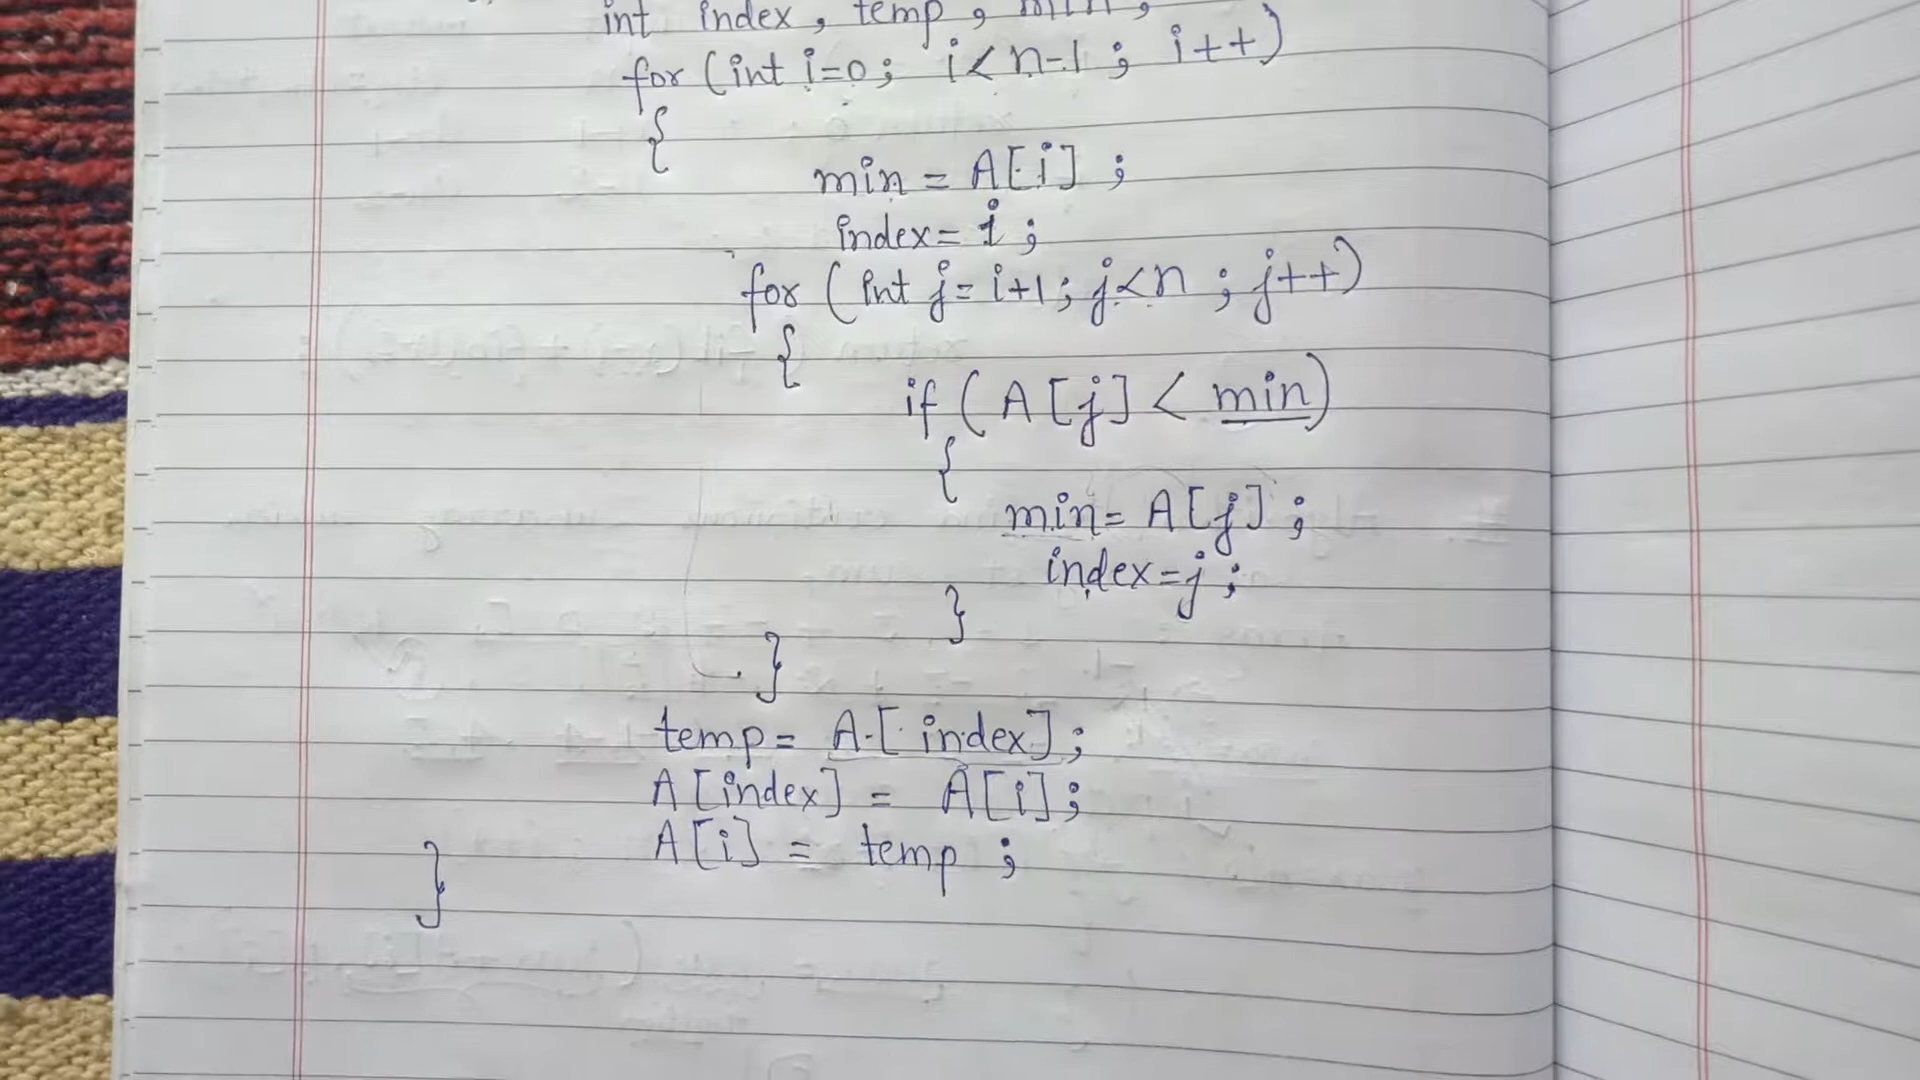 int index, temp, min;
for (int i=0; i<n-1; i++)
{
min = A[i];
index= i;
for (int j= i+1; j<n; j++)
{
if (A[j] < min)
{
min= A[j];
index=j;
}
}
temp= A[index];
A[index] = A[i];
A[i] = temp;
}